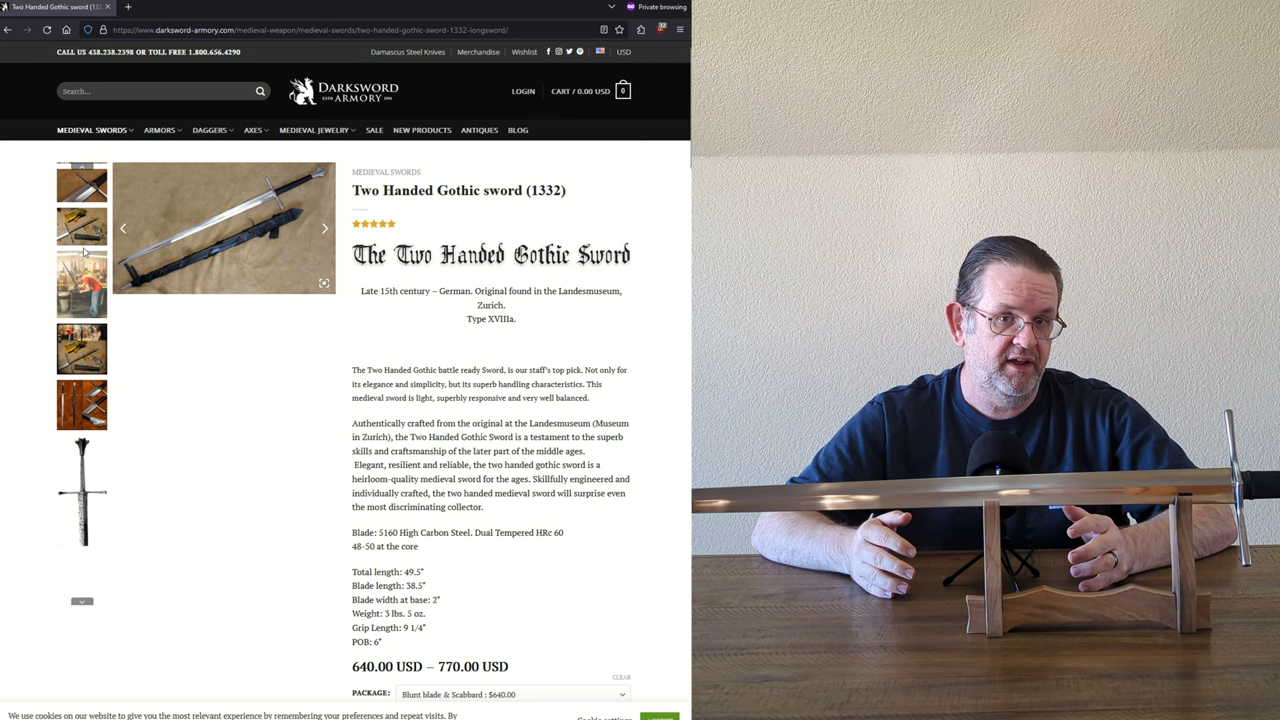 Two Handed Gothic sword (133
Private browsing
https://www.darksword-armory.com/medieval-weapon/medieval-swords/two-handed-gothic-sword-1332-longsword/
CALL US 438.238.2398 OR TOLL FREE 1.800.656.4290
Damascus Steel Knives
Merchandise
Wishlist
USD
Search...
DARKSWORD
ARMORY
LOGIN
CART / 0.00 USD
0
MEDIEVAL SWORDS
ARMORS
DAGGERS
AXES
MEDIEVAL JEWELRY
SALE
NEW PRODUCTS
ANTIQUES
BLOG
MEDIEVAL SWORDS
Two Handed Gothic sword (1332)
The Two Handed Gothic Sword
Late 15th century – German. Original found in the Landesmuseum,
Zurich.
Type XVIIIa.
The Two Handed Gothic battle ready Sword, is our staff's top pick. Not only for
its elegance and simplicity, but its superb handling characteristics. This
medieval sword is light, superbly responsive and very well balanced.
Authentically crafted from the original at the Landesmuseum (Museum
in Zurich), the Two Handed Gothic Sword is a testament to the superb
skills and craftsmanship of the later part of the middle ages.
Elegant, resilient and reliable, the two handed gothic sword is a
heirloom-quality medieval sword for the ages. Skillfully engineered and
individually crafted, the two handed medieval sword will surprise even
the most discriminating collector.
Blade: 5160 High Carbon Steel. Dual Tempered HRc 60
48-50 at the core
Total length: 49.5"
Blade length: 38.5"
Blade width at base: 2"
Weight: 3 lbs. 5 oz.
Grip Length: 9 1/4"
POB: 6"
640.00 USD – 770.00 USD
CLEAR
PACKAGE:
Blunt blade & Scabbard : $640.00
We use cookies on our website to give you the most relevant experience by remembering your preferences and repeat visits. By
Cookie settings